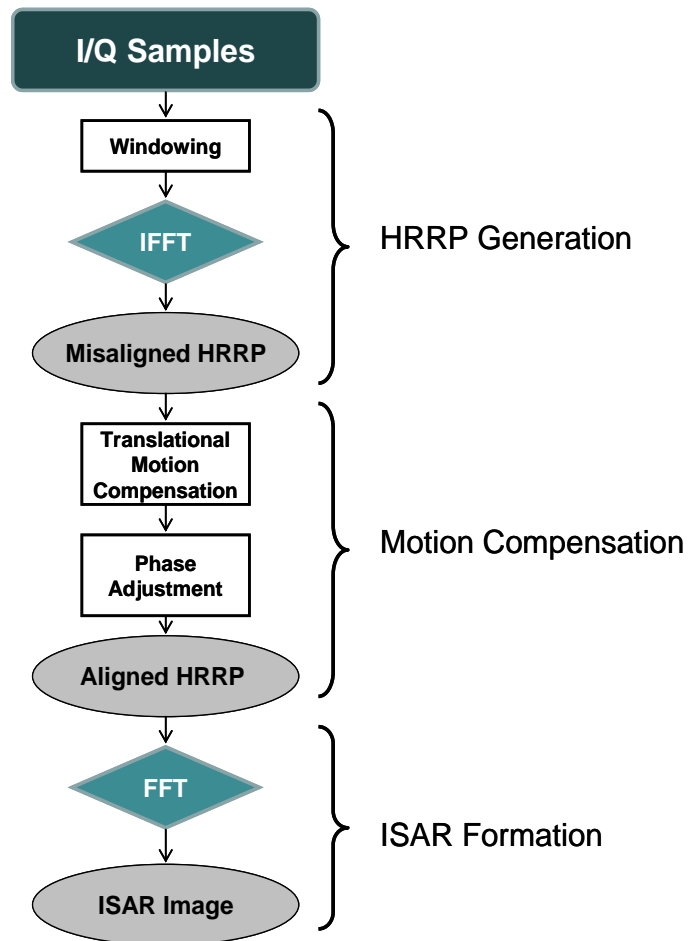 I/Q Samples
Windowing
IFFT
HRRP Generation
Misaligned HRRP
Translational
Motion
Compensation
Motion Compensation
Phase
Adjustment
Aligned HRRP
FFT
ISAR Formation
ISAR Image